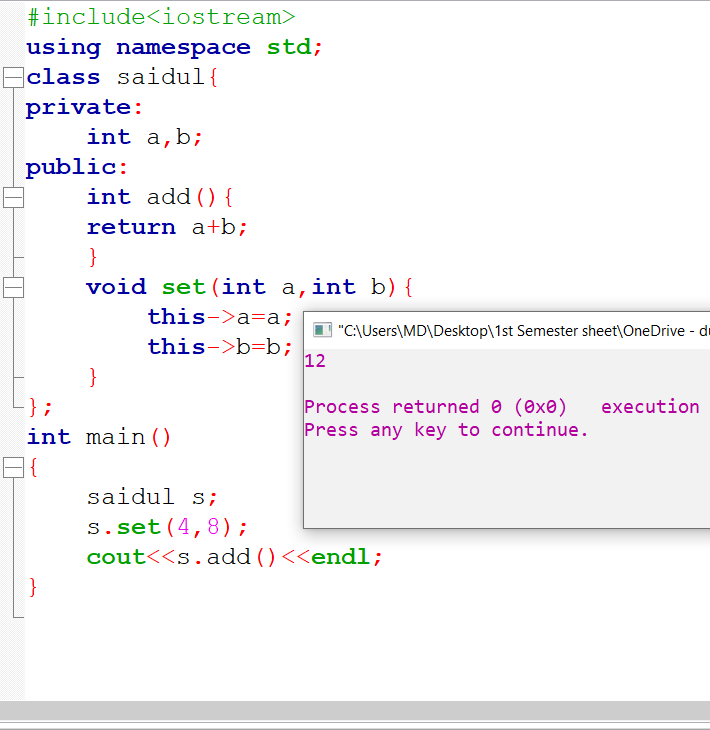 #include<iostream>
using namespace std;
class saidul{
private:
    int a,b;
public:
    int add(){
    return a+b;
    }
    void set(int a,int b){
        this->a=a;
        this->b=b;
    }
};
int main()
{
    saidul s;
    s.set(4,8);
    cout<<s.add()<<endl;
}
"C:\Users\MD\Desktop\1st Semester sheet\OneDrive - du
12
Process returned 0 (0x0)   execution
Press any key to continue.